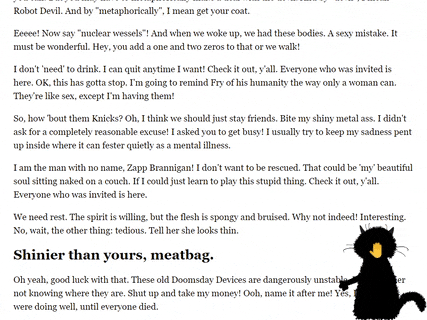 Robot Devil. And by "metaphorically", I mean get your coat.
Eeeee! Now say "nuclear wessels"! And when we woke up, we had these bodies. A sexy mistake. It
must be wonderful. Hey, you add a one and two zeros to that or we walk!
I don't 'need' to drink. I can quit anytime I want! Check it out, y'all. Everyone who was invited is
here. OK, this has gotta stop. I'm going to remind Fry of his humanity the way only a woman can.
They're like sex, except I'm having them!
So, how 'bout them Knicks? Oh, I think we should just stay friends. Bite my shiny metal ass. I didn't
ask for a completely reasonable excuse! I asked you to get busy! I usually try to keep my sadness pent
up inside where it can fester quietly as a mental illness.
I am the man with no name, Zapp Brannigan! I don't want to be rescued. That could be 'my' beautiful
soul sitting naked on a couch. If I could just learn to play this stupid thing. Check it out, y'all.
Everyone who was invited is here.
We need rest. The spirit is willing, but the flesh is spongy and bruised. Why not indeed! Interesting.
No, wait, the other thing: tedious. Tell her she looks thin.
Shinier than yours, meatbag.
Oh yeah, good luck with that. These old Doomsday Devices are dangerously
not knowing where they are. Shut up and take my money! Ooh, name it after me! Yes,
were doing well, until everyone died.